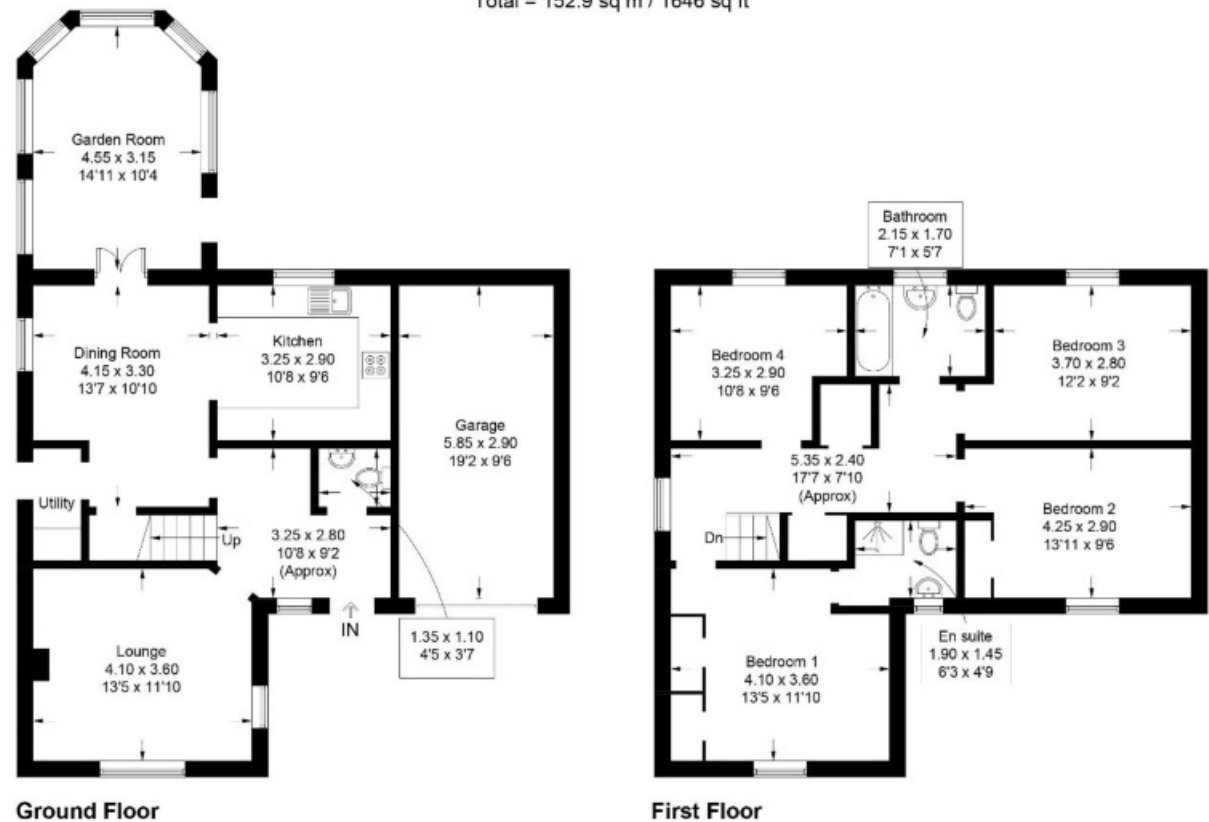 Total = 152.9 sq m / 1646 sq ft
Garden Room
4.55 x 3.15
14'11 x 10'4
Dining Room
4.15 x 3.30
13'7 x 10'10
Kitchen
3.25 x 2.90
10'8 x 9'6
Garage
5.85 x 2.90
19'2 x 9'6
Utility
Up
3.25 x 2.80
10'8 x 9'2
(Approx)
IN
1.35 x 1.10
4'5 x 3'7
Lounge
4.10 x 3.60
13'5 x 11'10
Ground Floor
Bathroom
2.15 x 1.70
7'1 x 5'7
Bedroom 4
3.25 x 2.90
10'8 x 9'6
Bedroom 3
3.70 x 2.80
12'2 x 9'2
5.35 x 2.40
17'7 x 7'10
(Approx)
Dn
Bedroom 2
4.25 x 2.90
13'11 x 9'6
En suite
1.90 x 1.45
6'3 x 4'9
Bedroom 1
4.10 x 3.60
13'5 x 11'10
First Floor